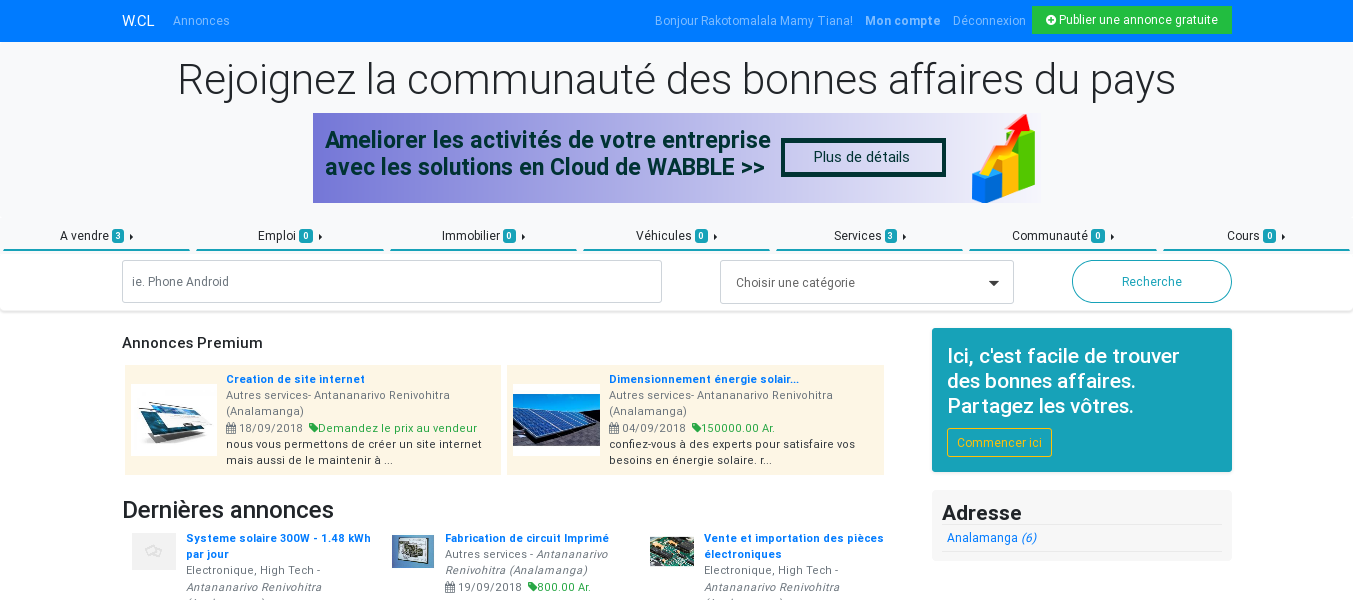 W.CL Annonces Bonjour Rakotomalala Mamy Tiana! Mon compte Déconnexion Publier une annonce gratuite
Rejoignez la communauté des bonnes affaires du pays
Ameliorer les activités de votre entreprise
avec les solutions en Cloud de WABBLE >>
Plus de détails
A vendre 3 Emploi 0 Immobilier 0 Véhicules 0 Services 3 Communauté 0 Cours 0
ie. Phone Android Choisir une catégorie Recherche
Annonces Premium
Creation de site internet
Autres services- Antananarivo Renivohitra
(Analamanga)
18/09/2018 Demandez le prix au vendeur
nous vous permettons de créer un site internet
mais aussi de le maintenir à ...
Dimensionnement énergie solair...
Autres services- Antananarivo Renivohitra
(Analamanga)
04/09/2018 150000.00 Ar.
confiez-vous à des experts pour satisfaire vos
besoins en énergie solaire. r...
Ici, c'est facile de trouver
des bonnes affaires.
Partagez les vôtres.
Commencer ici
Dernières annonces
Systeme solaire 300W - 1.48 kWh
par jour
Electronique, High Tech -
Antananarivo Renivohitra
Fabrication de circuit Imprimé
Autres services - Antananarivo
Renivohitra (Analamanga)
19/09/2018 800.00 Ar.
Vente et importation des pièces
électroniques
Electronique, High Tech -
Antananarivo Renivohitra
Adresse
Analamanga (6)